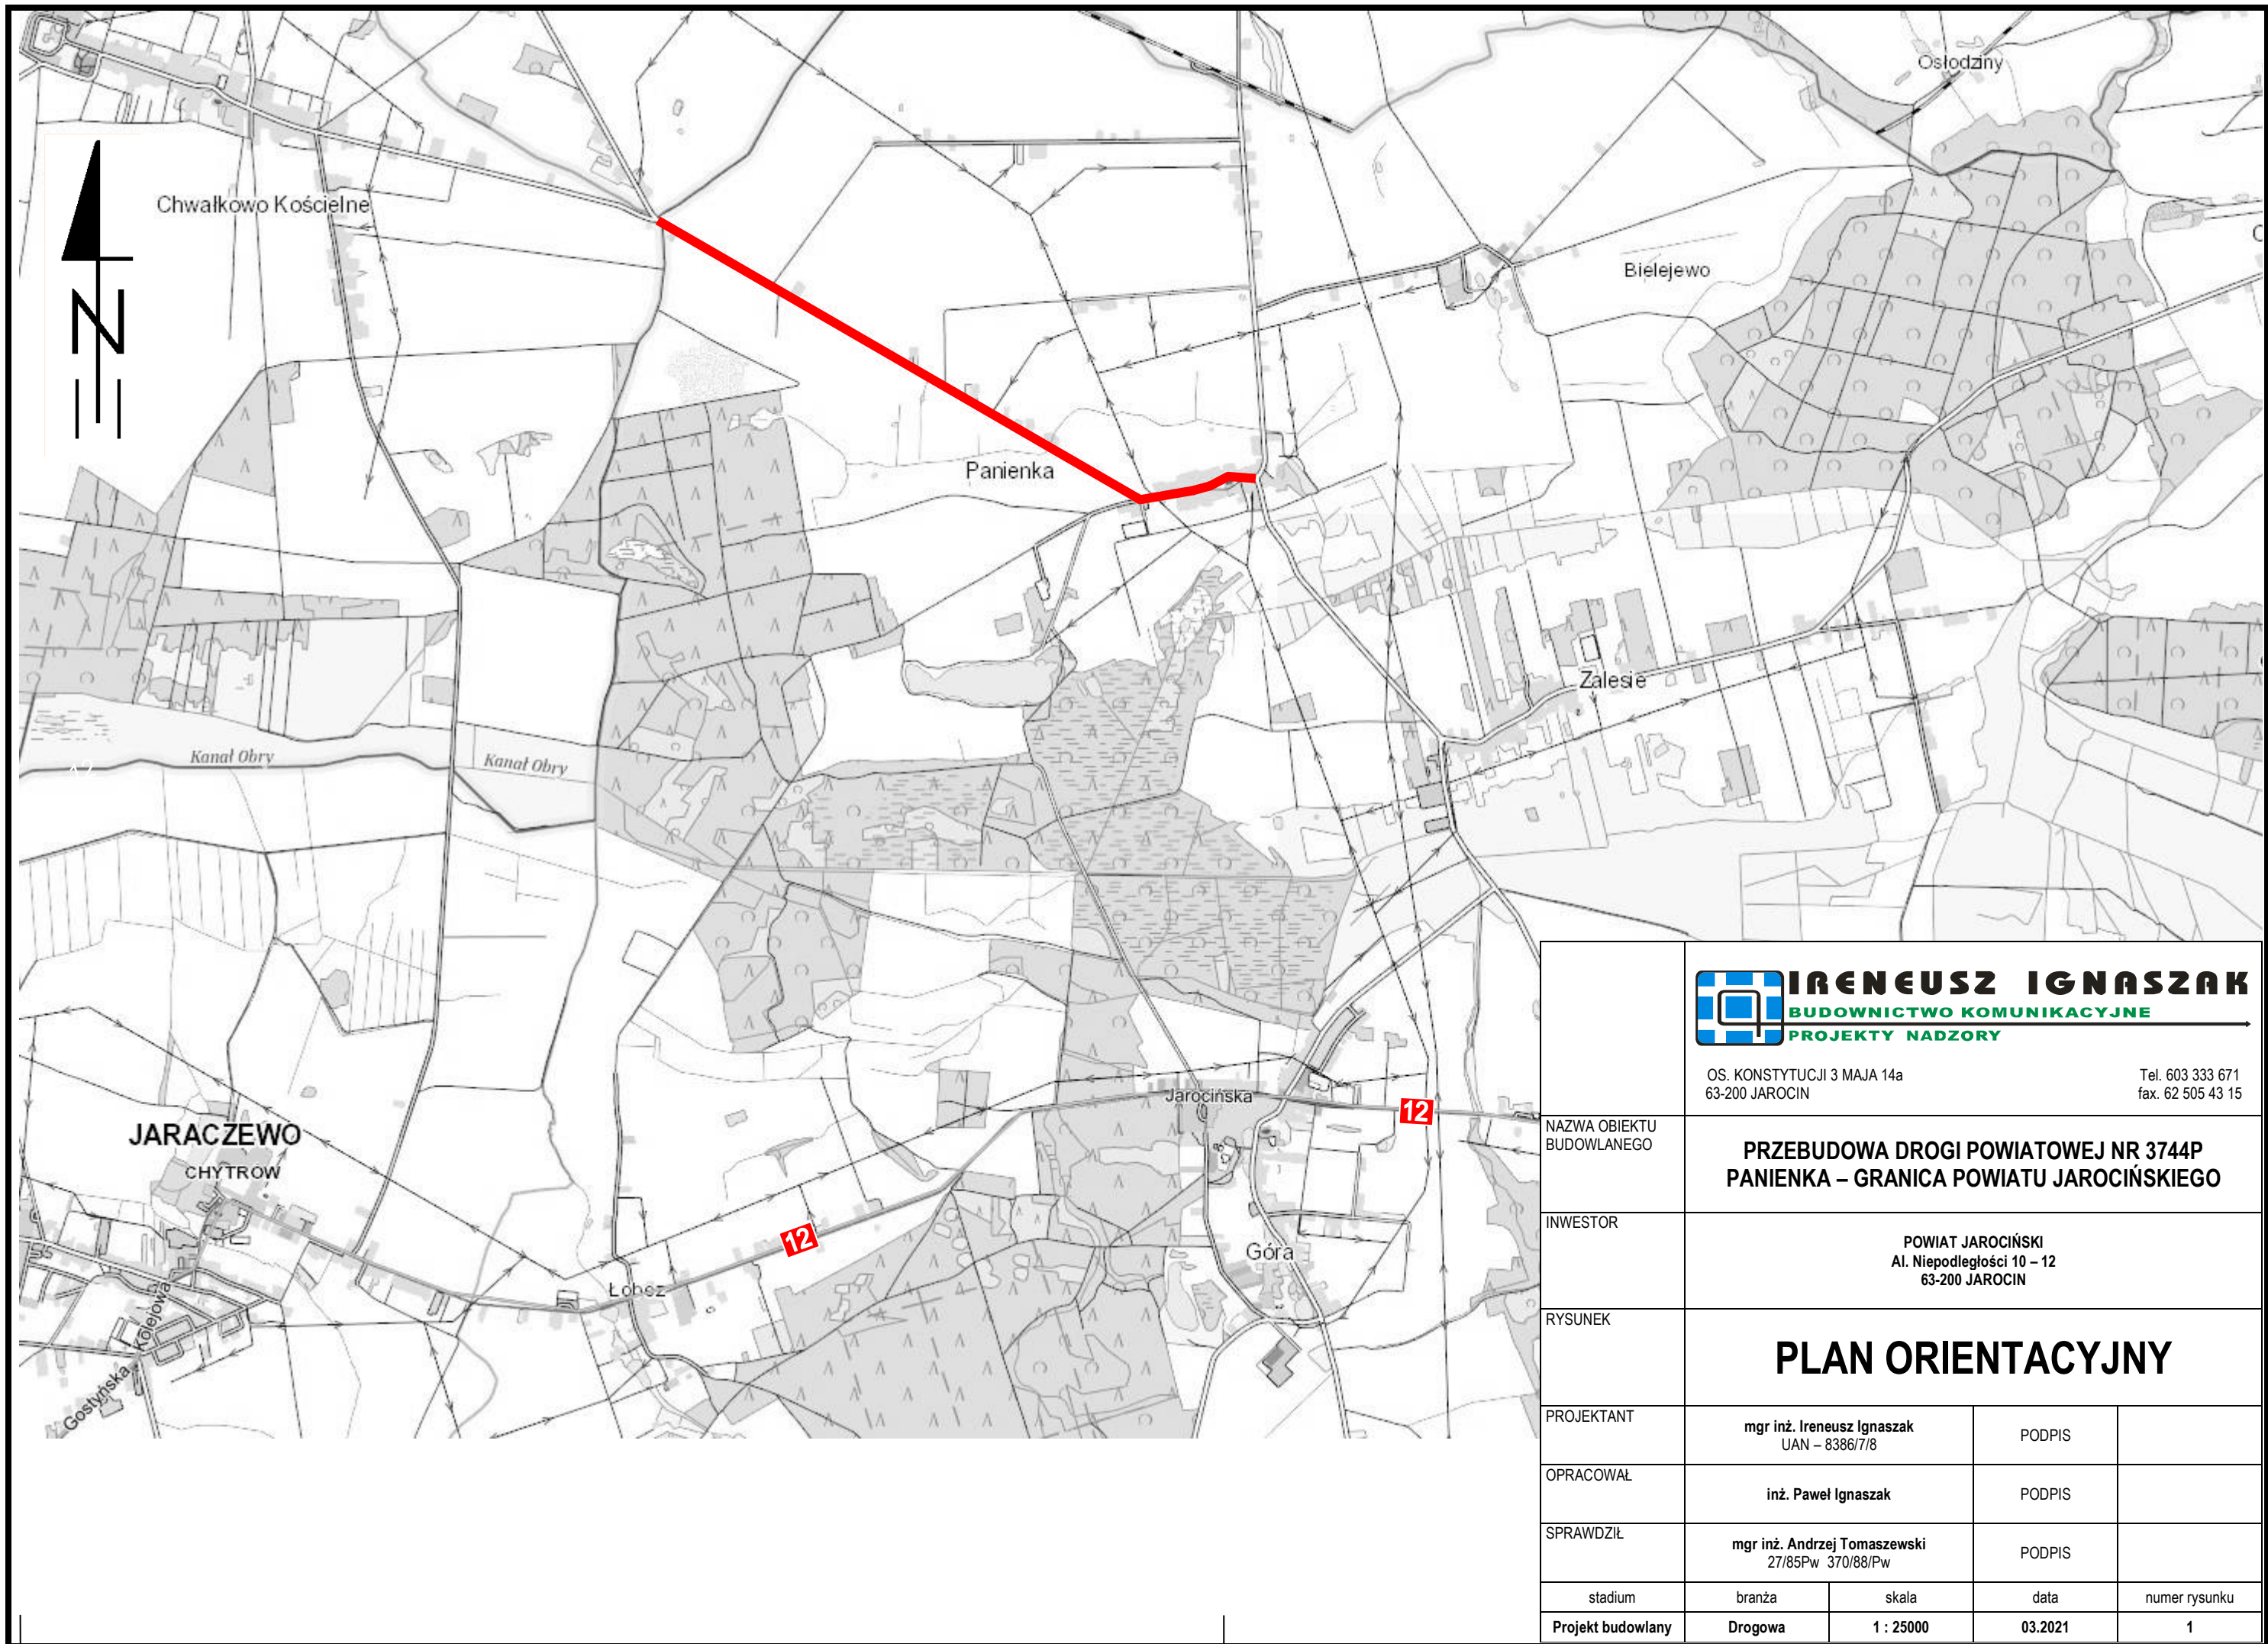 Osłodziny
Chwałkowo Kościelne
N
Bielejewo
Panienka
Zalesie
Kanał Obry
Kanał Obry
Jarocińska
12
JARACZEWO
CHYTRÓW
Góra
12
Łobez
Kolejowa
Gostyńska
IRENEUSZ IGNASZAK
BUDOWNICTWO KOMUNIKACYJNE
PROJEKTY NADZORY
OS. KONSTYTUCJI 3 MAJA 14a
63-200 JAROCIN
Tel. 603 333 671
fax. 62 505 43 15
NAZWA OBIEKTU
BUDOWLANEGO
PRZEBUDOWA DROGI POWIATOWEJ NR 3744P
PANIENKA – GRANICA POWIATU JAROCIŃSKIEGO
INWESTOR
POWIAT JAROCIŃSKI
Al. Niepodległości 10 – 12
63-200 JAROCIN
RYSUNEK
PLAN ORIENTACYJNY
PROJEKTANT
mgr inż. Ireneusz Ignaszak
UAN – 8386/7/8
PODPIS
OPRACOWAŁ
inż. Paweł Ignaszak
PODPIS
SPRAWDZIŁ
mgr inż. Andrzej Tomaszewski
27/85Pw 370/88/Pw
PODPIS
stadium branża skala data numer rysunku
Projekt budowlany Drogowa 1 : 25000 03.2021 1